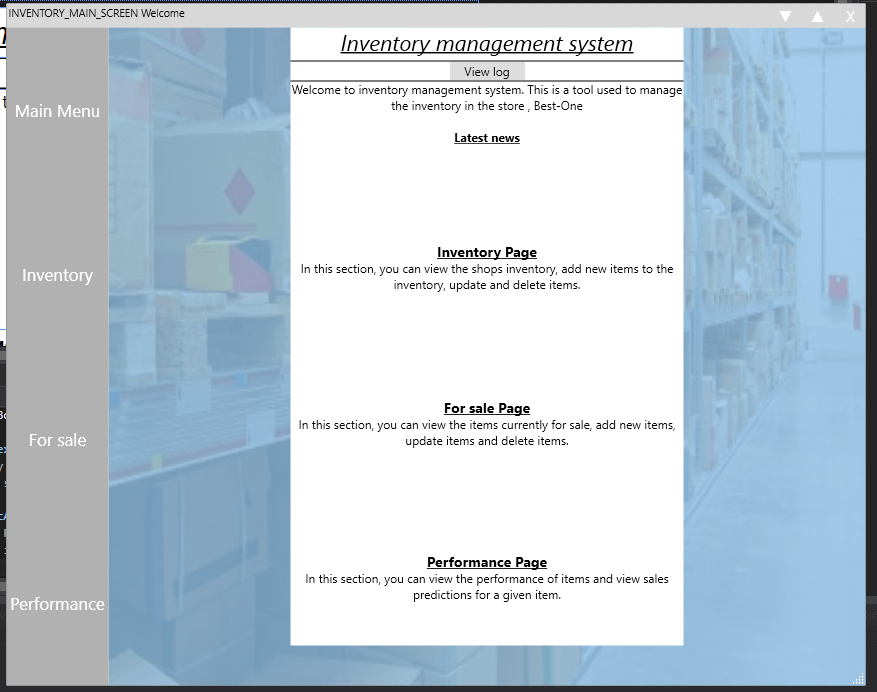 INVENTORY_MAIN_SCREEN Welcome
X
Inventory management system
View log
Welcome to inventory management system. This is a tool used to manage
the inventory in the store , Best-One
Latest news
Main Menu
Inventory Page
In this section, you can view the shops inventory, add new items to the
inventory, update and delete items.
Inventory
For sale Page
In this section, you can view the items currently for sale, add new items,
update items and delete items.
For sale
Performance Page
In this section, you can view the performance of items and view sales
predictions for a given item.
Performance